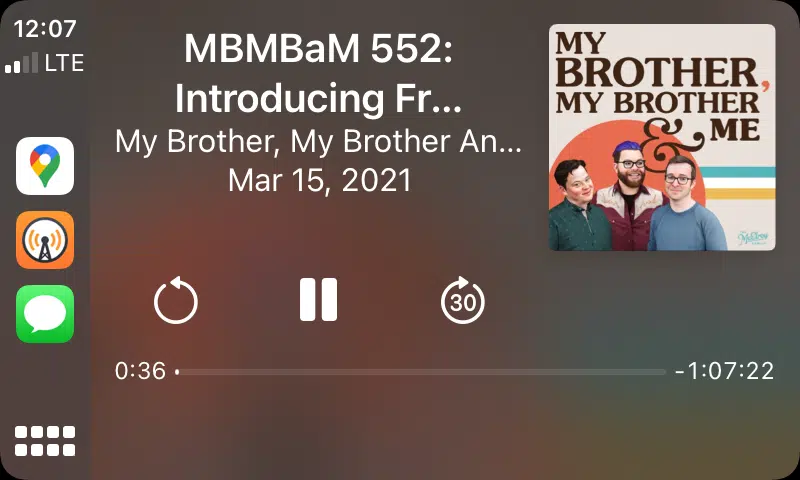 12:07
LTE
MBMBaM 552:
Introducing Fr...
My Brother, My Brother An...
Mar 15, 2021
MY
BROTHER,
MY BROTHER
& ME
30
0:36
-1:07:22